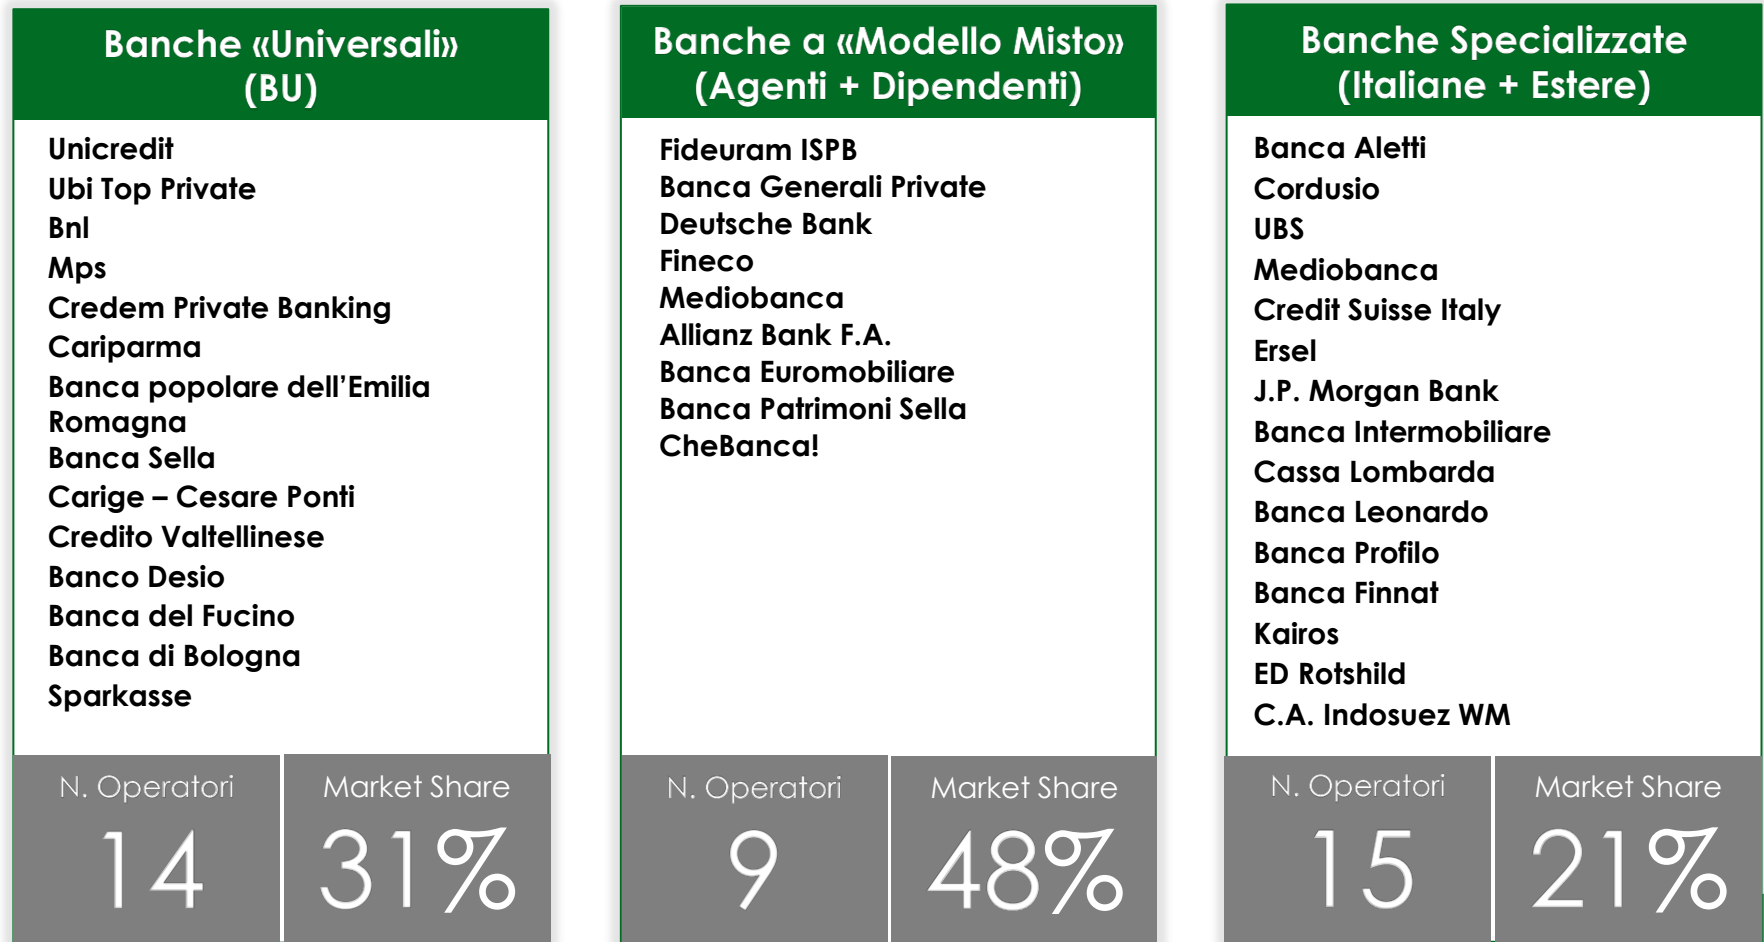 Banche «Universali»
(BU)
Unicredit
Ubi Top Private
Bnl
Mps
Credem Private Banking
Cariparma
Banca popolare dell’Emilia
Romagna
Banca Sella
Carige – Cesare Ponti
Credito Valtellinese
Banco Desio
Banca del Fucino
Banca di Bologna
Sparkasse
N. Operatori
14
Market Share
31%
Banche a «Modello Misto»
(Agenti + Dipendenti)
Fideuram ISPB
Banca Generali Private
Deutsche Bank
Fineco
Mediobanca
Allianz Bank F.A.
Banca Euromobiliare
Banca Patrimoni Sella
CheBanca!
N. Operatori
9
Market Share
48%
Banche Specializzate
(Italiane + Estere)
Banca Aletti
Cordusio
UBS
Mediobanca
Credit Suisse Italy
Ersel
J.P. Morgan Bank
Banca Intermobiliare
Cassa Lombarda
Banca Leonardo
Banca Profilo
Banca Finnat
Kairos
ED Rotshild
C.A. Indosuez WM
N. Operatori
15
Market Share
21%